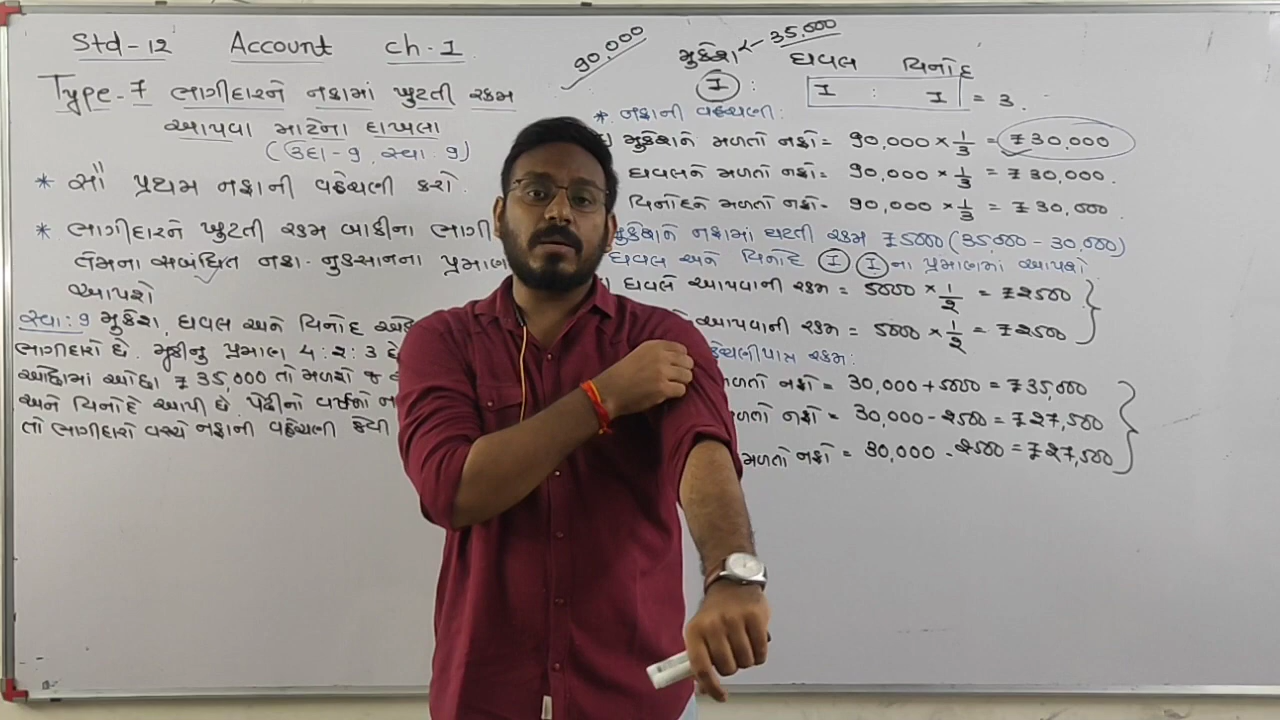 Std-12 Account ch.1
Type-7 ભાગીદારને નફામાં ખુટતી રકમ
આપવા માટેના દાખલા
(ઉદા-9, સ્વા. 9)
* સૌ પ્રથમ નફાની વહેંચણી કરો.
* ભાગીદારને ખુટતી રકમ બાકીના ભાગી
તેમના સબંધિત નફા-નુકસાનના પ્રમાણ
આપશે
સ્વા: 9 મુકેશ, ધવલ અને વિનોદ
ભાગીદારો છે. મૂડીનુ પ્રમાણ 4:2:3 છે
ઓછામાં ઓછા ₹ 35,000 તો મળશે જ
અને વિનોદે આપી છે. પેઢીનો વર્ષનો
તો ભાગીદારો વચ્ચે નફાની વહેંચણી કેવી
90,000
મુકેશ <- 35,000 ધવલ વિનોદ
I : I : I = 3.
* નફાની વહેંચણી:
મુકેશને મળતો નફો = 90,000 × 1/3 = ₹30,000
ધવલને મળતો નફો = 90,000 × 1/3 = ₹30,000.
વિનોદને મળતો નફો = 90,000 × 1/3 = ₹30,000.
મુકેશને નફામાં ઘટતી રકમ ₹5000 (35,000 - 30,000)
ધવલ અને વિનોદે I I ના પ્રમાણમાં આપશે.
ધવલે આપવાની રકમ = 5000 × 1/2 = ₹2500
આપવાની રકમ = 5000 × 1/2 = ₹2500
રકમ:
મળતો નફો = 30,000 + 5000 = ₹35,000
મળતો નફો = 30,000 - 2500 = ₹27,500
મળતો નફો = 30,000 - 2500 = ₹27,500